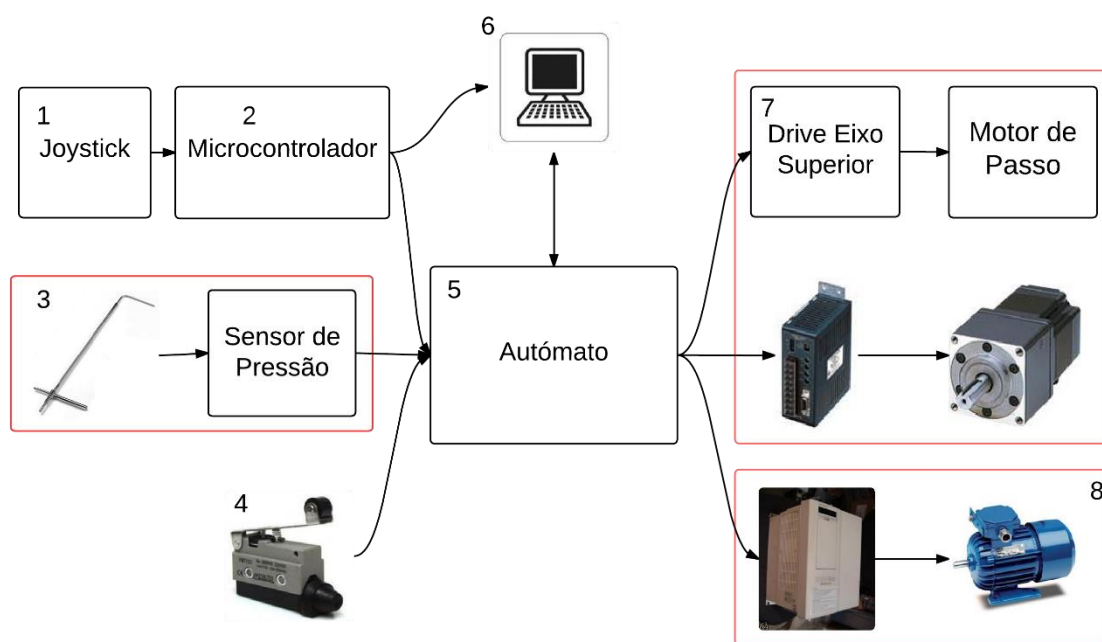 1
Joystick
2
Microcontrolador
6
7
Drive Eixo
Superior
Motor de
Passo
3
Sensor de
Pressão
5
Autómato
4
8